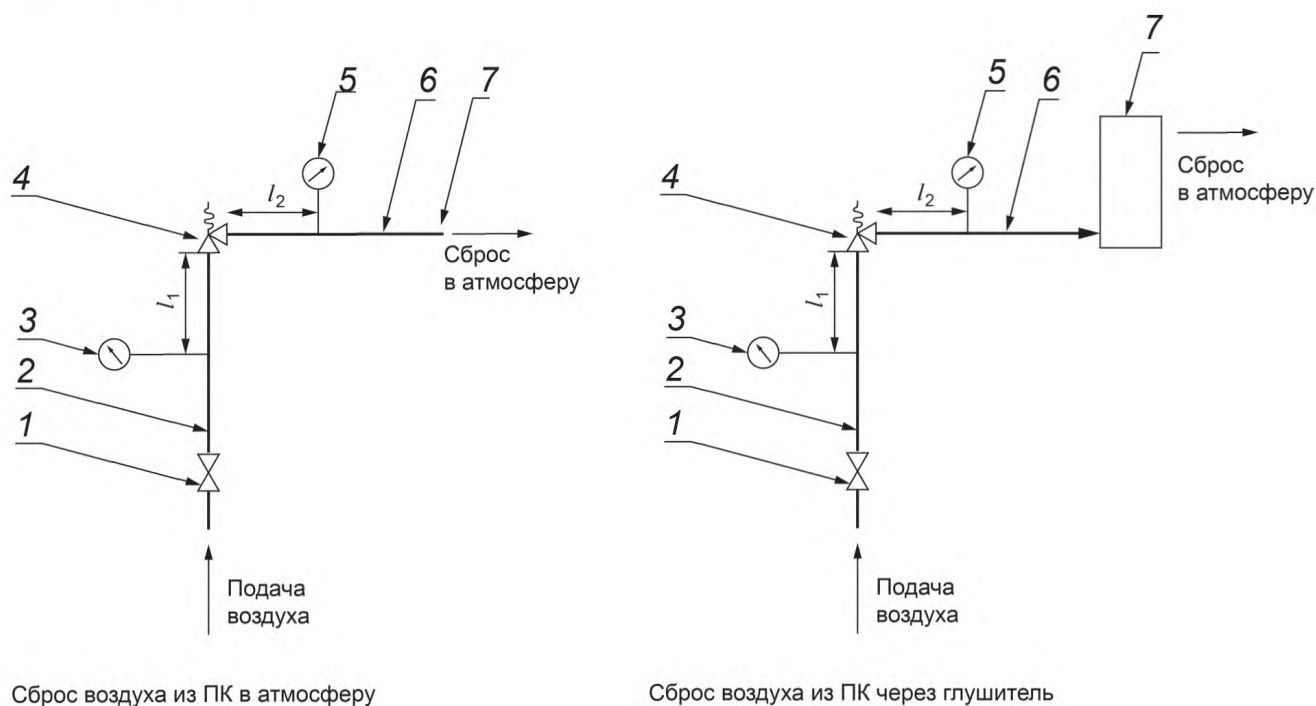 5
6
7
4
l2
Сброс
в атмосферу
l1
3
2
1
Подача
воздуха
Сброс воздуха из ПК в атмосферу
7
5
6
4
l2
Сброс
в атмосферу
l1
3
2
1
Подача
воздуха
Сброс воздуха из ПК через глушитель